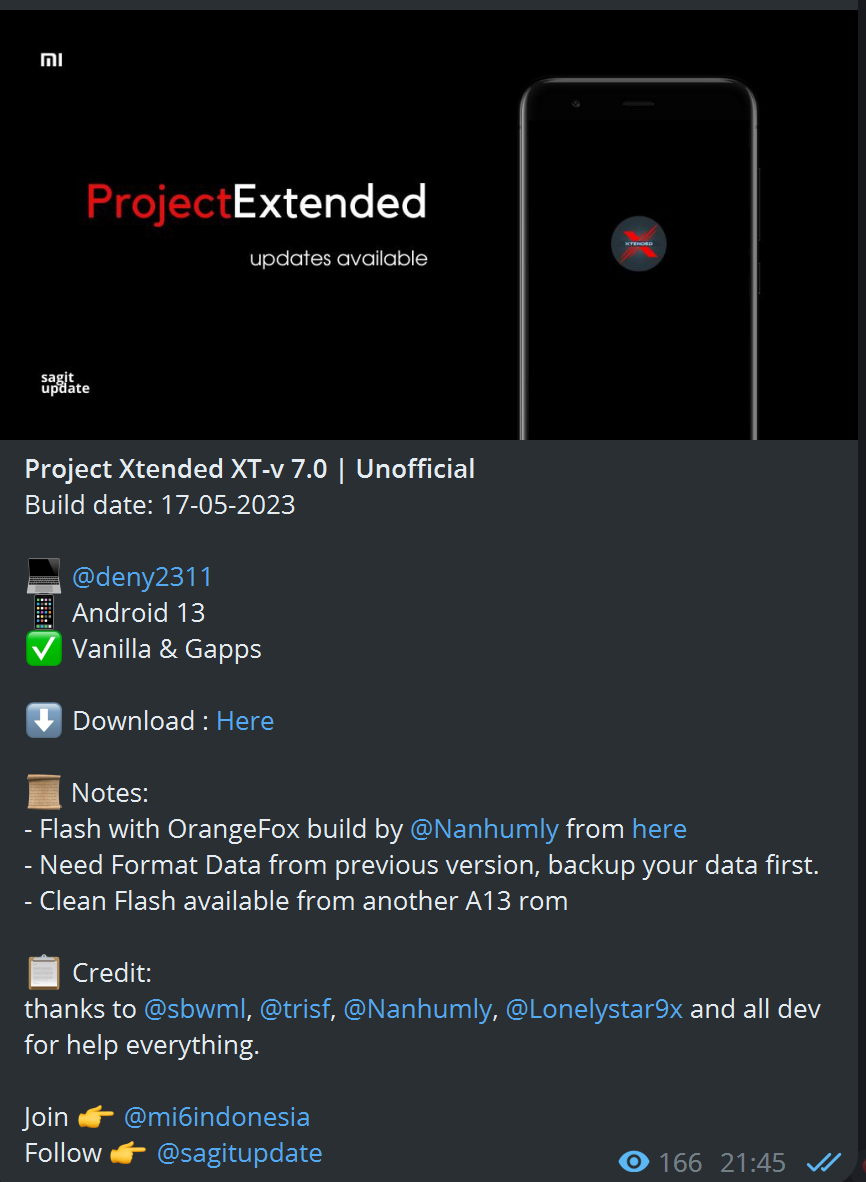 mi
ProjectExtended
updates available
XTENDED
sagit
update
Project Xtended XT-v 7.0 | Unofficial
Build date: 17-05-2023
💻 @deny2311
📱 Android 13
✅ Vanilla & Gapps
⬇️ Download : Here
📜 Notes:
- Flash with OrangeFox build by @Nanhumly from here
- Need Format Data from previous version, backup your data first.
- Clean Flash available from another A13 rom
📋 Credit:
thanks to @sbwml, @trisf, @Nanhumly, @Lonelystar9x and all dev
for help everything.
Join 👉 @mi6indonesia
Follow 👉 @sagitupdate
166 21:45